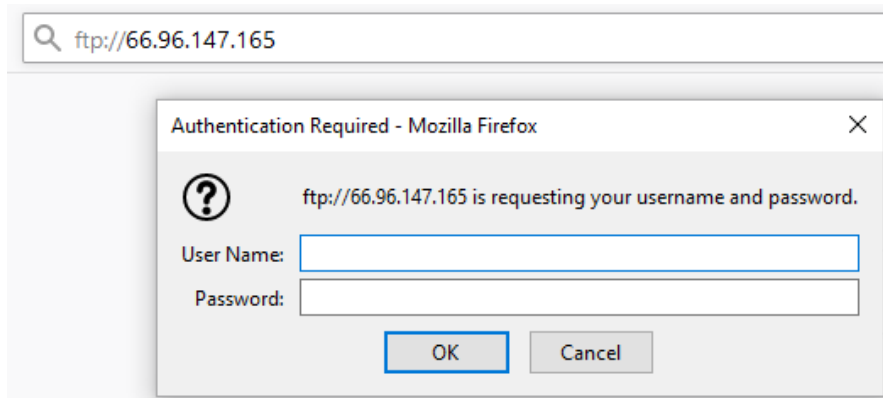 ftp://66.96.147.165
Authentication Required - Mozilla Firefox
ftp://66.96.147.165 is requesting your username and password.
User Name:
Password:
OK Cancel